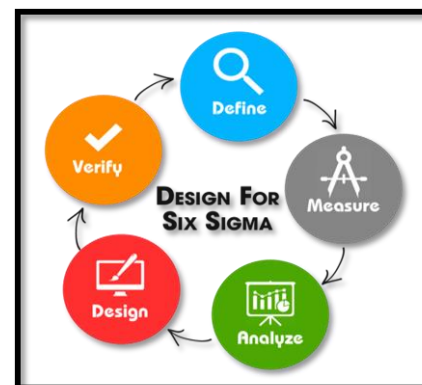 Define
Measure
Analyze
Design
Verify
DESIGN FOR
SIX SIGMA